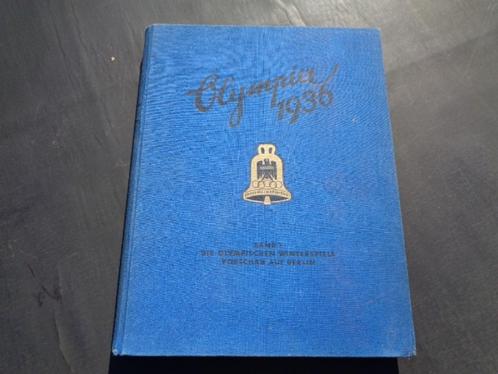 Olympia
1936
BAND I
DIE OLYMPISCHEN WINTERSPIELE
VORSCHAU AUF BERLIN